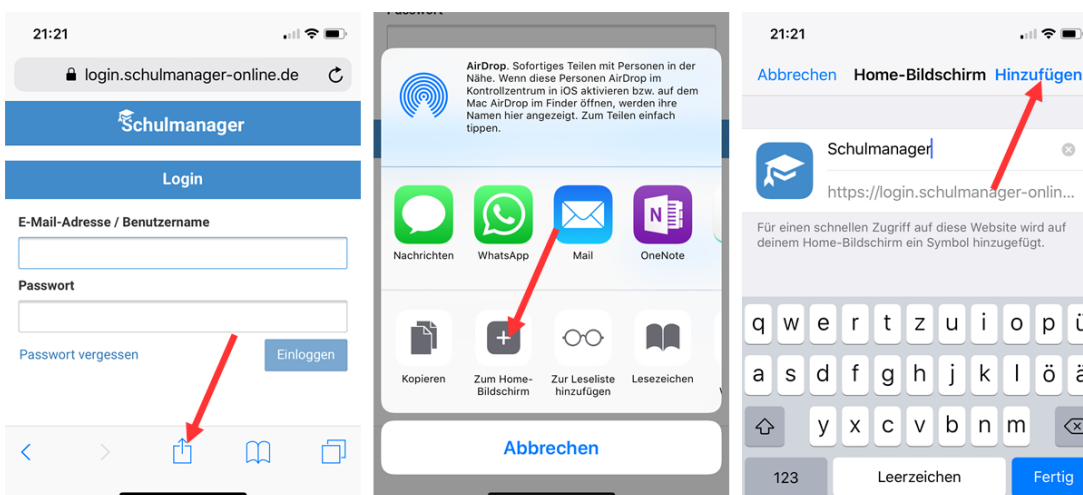 21:21
login.schulmanager-online.de
Schulmanager
Login
E-Mail-Adresse / Benutzername
Passwort
Passwort vergessen
Einloggen
Passwort
AirDrop. Sofortiges Teilen mit Personen in der
Nähe. Wenn diese Personen AirDrop im
Kontrollzentrum in iOS aktivieren bzw. auf dem
Mac AirDrop im Finder öffnen, werden ihre
Namen hier angezeigt. Zum Teilen einfach
tippen.
Nachrichten
WhatsApp
Mail
N
OneNote
Kopieren
Zum Home-
Bildschirm
Zur Leseliste
hinzufügen
Lesezeichen
Abbrechen
21:21
Abbrechen
Home-Bildschirm
Hinzufügen
Schulmanager
https://login.schulmanager-onlin...
Für einen schnellen Zugriff auf diese Website wird auf
deinem Home-Bildschirm ein Symbol hinzugefügt.
q w e r t z u i o p ü
a s d f g h j k l ö ä
y x c v b n m
123
Leerzeichen
Fertig